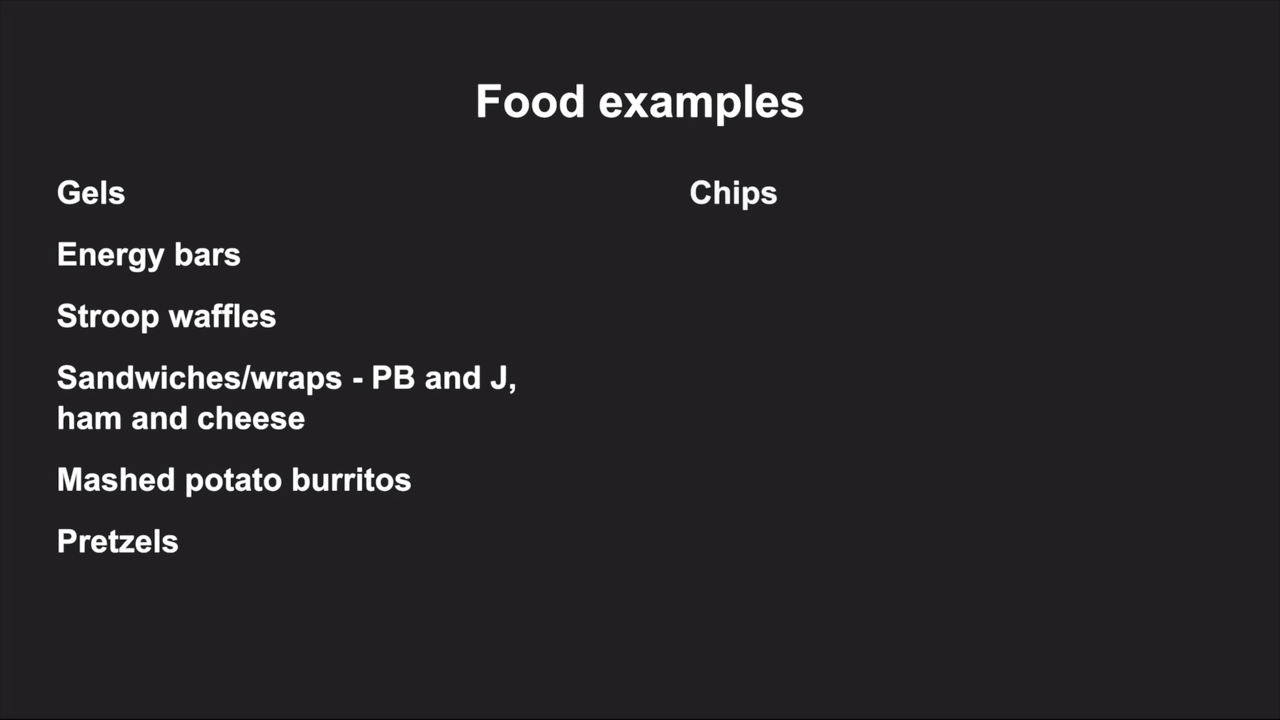 Food examples
Gels
Energy bars
Stroop waffles
Sandwiches/wraps - PB and J,
ham and cheese
Mashed potato burritos
Pretzels
Chips